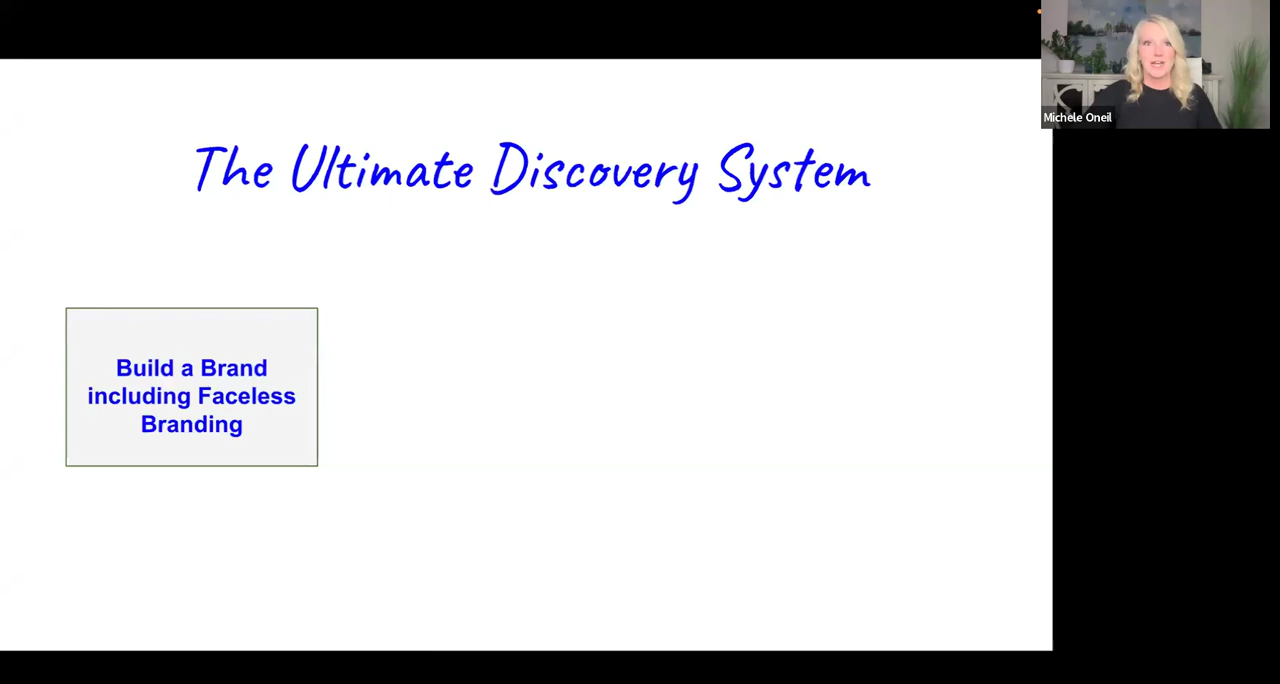 The Ultimate Discovery System
Build a Brand
including Faceless
Branding
Michele Oneil